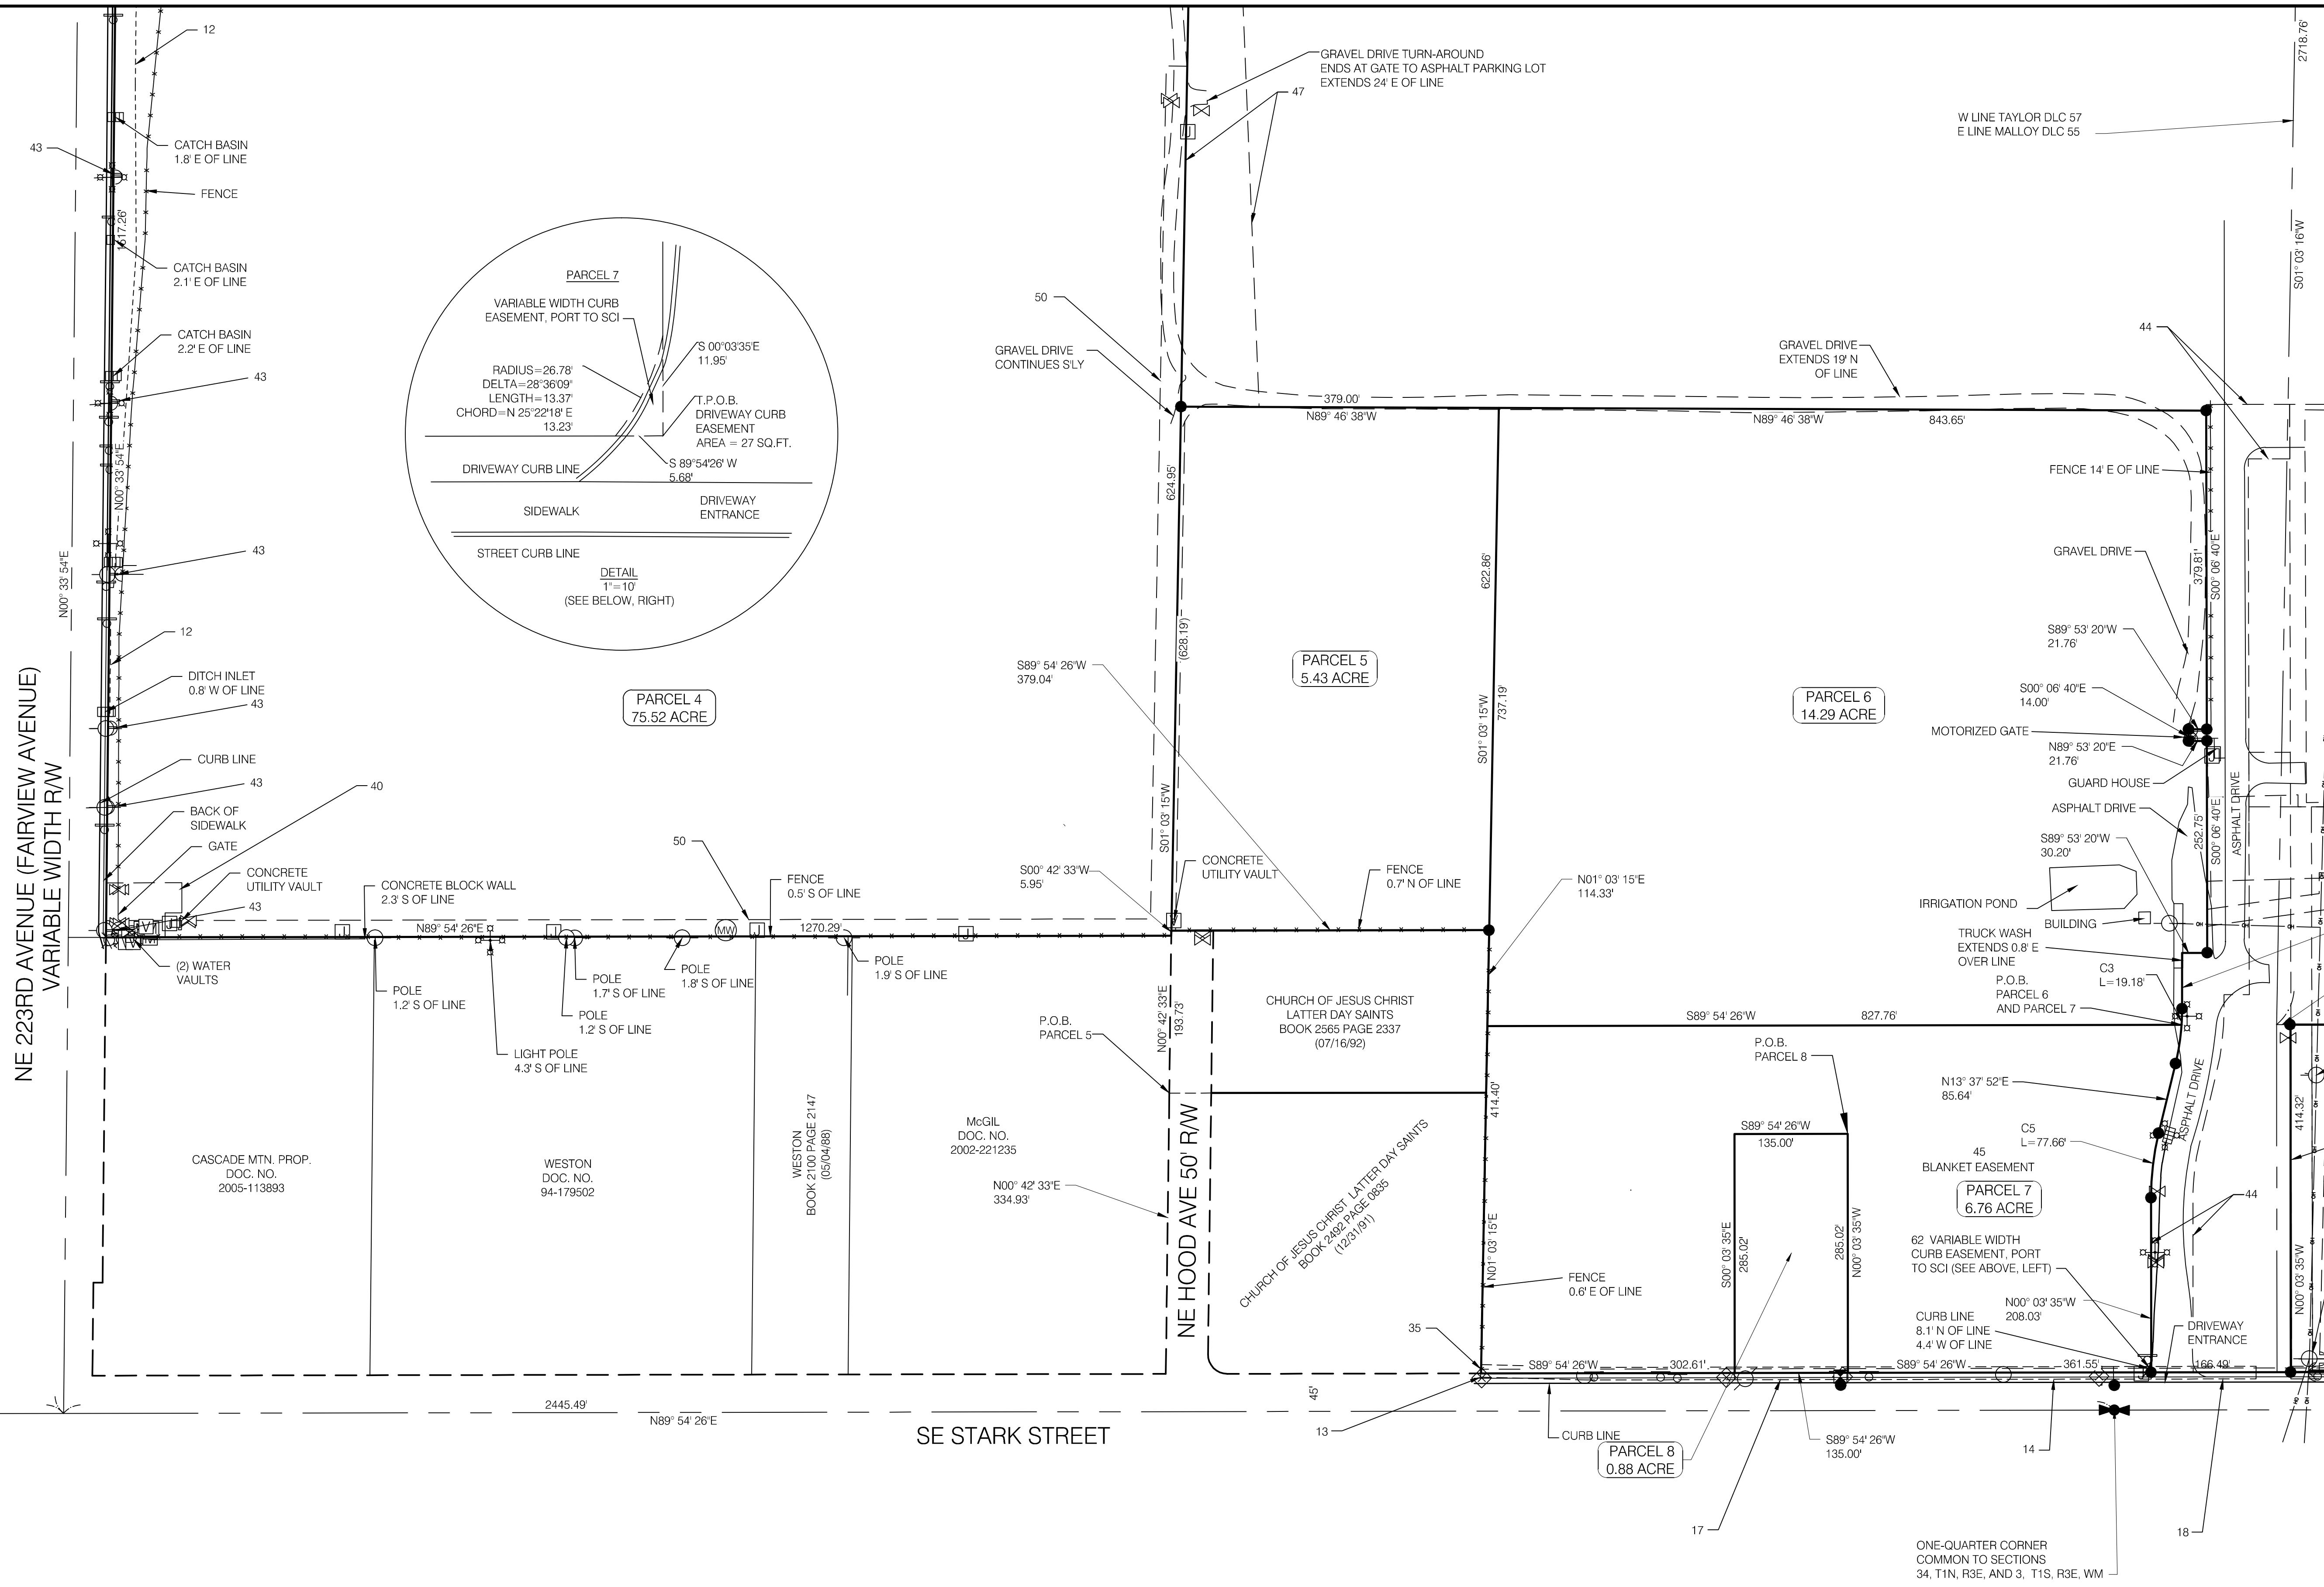 12
GRAVEL DRIVE TURN-AROUND
ENDS AT GATE TO ASPHALT PARKING LOT
EXTENDS 24' E OF LINE
47
2718.76'
W LINE TAYLOR DLC 57
E LINE MALLOY DLC 55
S01° 03' 16"W
43
CATCH BASIN
1.8' E OF LINE
FENCE
CATCH BASIN
2.1' E OF LINE
CATCH BASIN
2.2' E OF LINE
43
N00° 33' 54"E
N00° 33' 54"E
43
PARCEL 7
VARIABLE WIDTH CURB
EASEMENT, PORT TO SCI
S 00°03'35"E
11.95'
RADIUS=26.78'
DELTA=28°36'09"
LENGTH=13.37'
CHORD=N 25°22'18" E
13.23'
T.P.O.B.
DRIVEWAY CURB
EASEMENT
AREA = 27 SQ.FT.
DRIVEWAY CURB LINE
S 89°54'26" W
5.68'
SIDEWALK
DRIVEWAY
ENTRANCE
STREET CURB LINE
DETAIL
1"=10'
(SEE BELOW, RIGHT)
50
GRAVEL DRIVE
CONTINUES S'LY
379.00'
N89° 46' 38"W
GRAVEL DRIVE
EXTENDS 19' N
OF LINE
N89° 46' 38"W
843.65'
44
FENCE 14' E OF LINE
624.95'
(628.19')
S01° 03' 15"W
622.86'
S01° 03' 15"W
737.19'
379.81'
S00° 06' 40"E
GRAVEL DRIVE
S89° 53' 20"W
21.76'
S00° 06' 40"E
14.00'
MOTORIZED GATE
N89° 53' 20"E
21.76'
GUARD HOUSE
ASPHALT DRIVE
ASPHALT DRIVE
252.75'
S00° 06' 40"E
S89° 53' 20"W
30.20'
IRRIGATION POND
BUILDING
TRUCK WASH
EXTENDS 0.8' E
OVER LINE
C3
L=19.18'
P.O.B.
PARCEL 6
AND PARCEL 7
12
DITCH INLET
0.8' W OF LINE
43
PARCEL 4
75.52 ACRE
S89° 54' 26"W
379.04'
PARCEL 5
5.43 ACRE
PARCEL 6
14.29 ACRE
NE 223RD AVENUE (FAIRVIEW AVENUE)
VARIABLE WIDTH R/W
CURB LINE
43
BACK OF
SIDEWALK
GATE
40
CONCRETE
UTILITY VAULT
43
CONCRETE BLOCK WALL
2.3' S OF LINE
50
FENCE
0.5' S OF LINE
S00° 42' 33"W
5.95'
CONCRETE
UTILITY VAULT
FENCE
0.7' N OF LINE
N01° 03' 15"E
114.33'
N89° 54' 26"E
MW
1270.29'
(2) WATER
VAULTS
POLE
1.2' S OF LINE
LIGHT POLE
4.3' S OF LINE
POLE
1.7' S OF LINE
POLE
1.2' S OF LINE
POLE
1.8' S OF LINE
POLE
1.9' S OF LINE
P.O.B.
PARCEL 5
N00° 42' 33"E
193.73'
CHURCH OF JESUS CHRIST
LATTER DAY SAINTS
BOOK 2565 PAGE 2337
(07/16/92)
S89° 54' 26"W
827.76'
P.O.B.
PARCEL 8
N13° 37' 52"E
85.64'
ASPHALT DRIVE
C5
L=77.66'
45
BLANKET EASEMENT
PARCEL 7
6.76 ACRE
44
414.32'
N00° 03' 35"W
CASCADE MTN. PROP.
DOC. NO.
2005-113893
WESTON
DOC. NO.
94-179502
WESTON
BOOK 2100 PAGE 2147
(05/04/88)
McGIL
DOC. NO.
2002-221235
N00° 42' 33"E
334.93'
NE HOOD AVE 50' R/W
CHURCH OF JESUS CHRIST LATTER DAY SAINTS
BOOK 2492 PAGE 0835
(12/31/91)
414.40'
N01° 03' 15"E
FENCE
0.6' E OF LINE
S89° 54' 26"W
135.00'
S00° 03' 35"E
285.02'
285.02'
N00° 03' 35"W
62 VARIABLE WIDTH
CURB EASEMENT, PORT
TO SCI (SEE ABOVE, LEFT)
N00° 03' 35"W
208.03'
CURB LINE
8.1' N OF LINE
4.4' W OF LINE
DRIVEWAY
ENTRANCE
35
S89° 54' 26"W
302.61'
S89° 54' 26"W
361.55'
166.49'
2445.49'
N89° 54' 26"E
SE STARK STREET
45'
13
CURB LINE
PARCEL 8
0.88 ACRE
S89° 54' 26"W
135.00'
17
14
18
ONE-QUARTER CORNER
COMMON TO SECTIONS
34, T1N, R3E, AND 3, T1S, R3E, WM